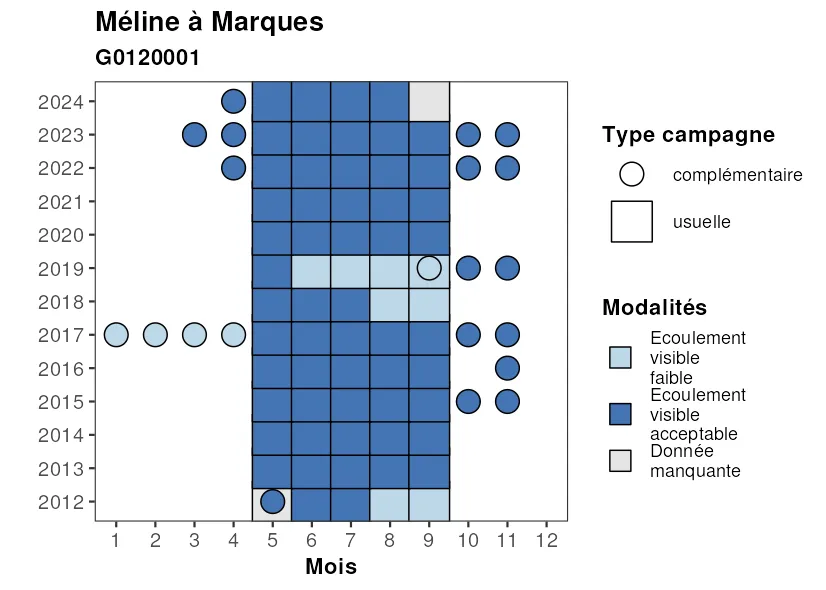 Méline à Marques
G0120001
2024
2023
2022
2021
2020
2019
2018
2017
2016
2015
2014
2013
2012
1 2 3 4 5 6 7 8 9 10 11 12
Mois
Type campagne
complémentaire
usuelle
Modalités
Ecoulement
visible
faible
Ecoulement
visible
acceptable
Donnée
manquante